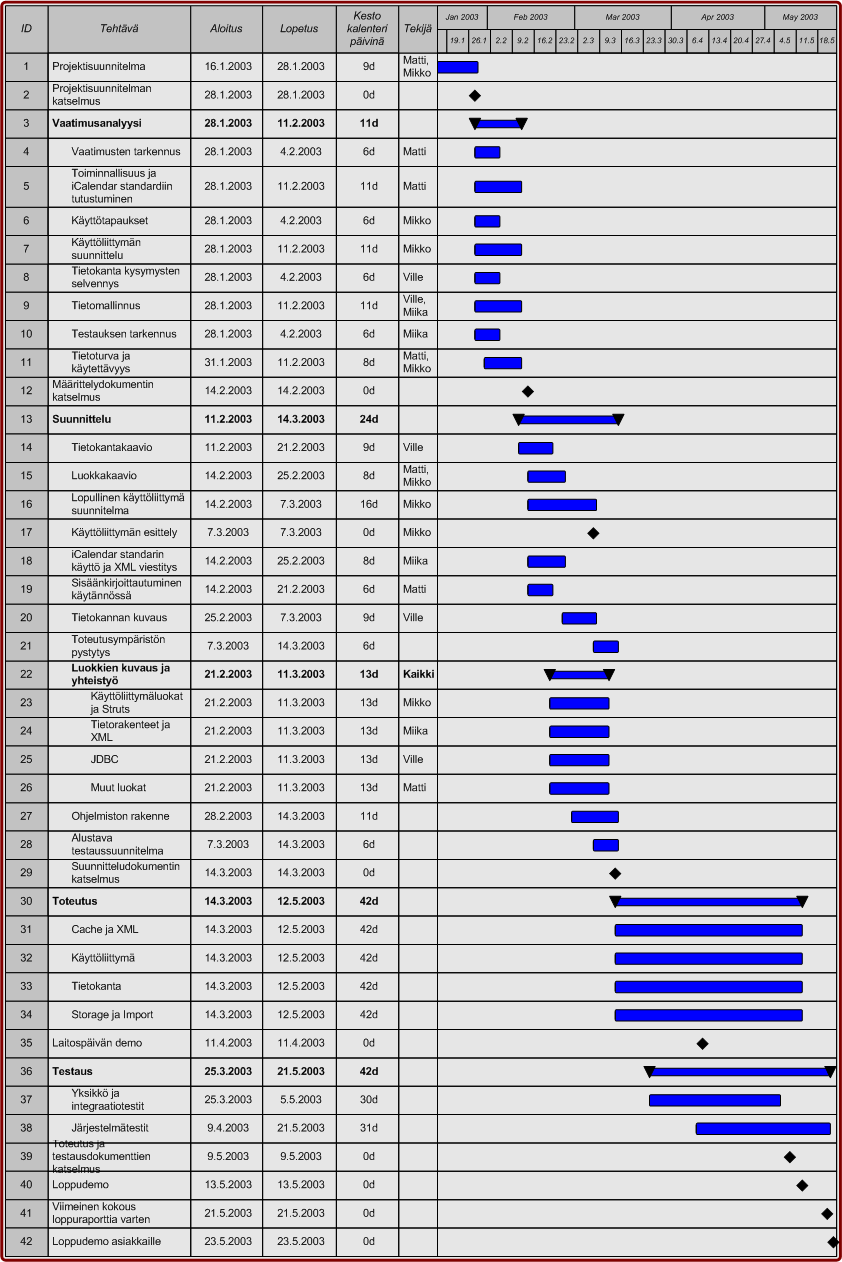 ID Tehtävä Aloitus Lopetus Kesto kalenteri päivinä Tekijä Jan 2003 Feb 2003 Mar 2003 Apr 2003 May 2003
19.1 26.1 2.2 9.2 16.2 23.2 2.3 9.3 16.3 23.3 30.3 6.4 13.4 20.4 27.4 4.5 11.5 18.5
1 Projektisuunnitelma 16.1.2003 28.1.2003 9d Matti, Mikko
2 Projektisuunnitelman katselmus 28.1.2003 28.1.2003 0d
3 Vaatimusanalyysi 28.1.2003 11.2.2003 11d
4 Vaatimusten tarkennus 28.1.2003 4.2.2003 6d Matti
5 Toiminnallisuus ja iCalendar standardiin tutustuminen 28.1.2003 11.2.2003 11d Matti
6 Käyttötapaukset 28.1.2003 4.2.2003 6d Mikko
7 Käyttöliittymän suunnittelu 28.1.2003 11.2.2003 11d Mikko
8 Tietokanta kysymysten selvennys 28.1.2003 4.2.2003 6d Ville
9 Tietomallinnus 28.1.2003 11.2.2003 11d Ville, Miika
10 Testauksen tarkennus 28.1.2003 4.2.2003 6d Miika
11 Tietoturva ja käytettävyys 31.1.2003 11.2.2003 8d Matti, Mikko
12 Määrittelydokumentin katselmus 14.2.2003 14.2.2003 0d
13 Suunnittelu 11.2.2003 14.3.2003 24d
14 Tietokantakaavio 11.2.2003 21.2.2003 9d Ville
15 Luokkakaavio 14.2.2003 25.2.2003 8d Matti, Mikko
16 Lopullinen käyttöliittymä suunnitelma 14.2.2003 7.3.2003 16d Mikko
17 Käyttöliittymän esittely 7.3.2003 7.3.2003 0d Mikko
18 iCalendar standarin käyttö ja XML viestitys 14.2.2003 25.2.2003 8d Miika
19 Sisäänkirjoittautuminen käytännössä 14.2.2003 21.2.2003 6d Matti
20 Tietokannan kuvaus 25.2.2003 7.3.2003 9d Ville
21 Toteutusympäristön pystytys 7.3.2003 14.3.2003 6d
22 Luokkien kuvaus ja yhteistyö 21.2.2003 11.3.2003 13d Kaikki
23 Käyttöliittymäluokat ja Struts 21.2.2003 11.3.2003 13d Mikko
24 Tietorakenteet ja XML 21.2.2003 11.3.2003 13d Miika
25 JDBC 21.2.2003 11.3.2003 13d Ville
26 Muut luokat 21.2.2003 11.3.2003 13d Matti
27 Ohjelmiston rakenne 28.2.2003 14.3.2003 11d
28 Alustava testaussuunnitelma 7.3.2003 14.3.2003 6d
29 Suunnitteludokumentin katselmus 14.3.2003 14.3.2003 0d
30 Toteutus 14.3.2003 12.5.2003 42d
31 Cache ja XML 14.3.2003 12.5.2003 42d
32 Käyttöliittymä 14.3.2003 12.5.2003 42d
33 Tietokanta 14.3.2003 12.5.2003 42d
34 Storage ja Import 14.3.2003 12.5.2003 42d
35 Laitospäivän demo 11.4.2003 11.4.2003 0d
36 Testaus 25.3.2003 21.5.2003 42d
37 Yksikkö ja integraatiotestit 25.3.2003 5.5.2003 30d
38 Järjestelmätestit 9.4.2003 21.5.2003 31d
39 Toteutus ja testausdokumenttien katselmus 9.5.2003 9.5.2003 0d
40 Loppudemo 13.5.2003 13.5.2003 0d
41 Viimeinen kokous loppuraporttia varten 21.5.2003 21.5.2003 0d
42 Loppudemo asiakkaille 23.5.2003 23.5.2003 0d